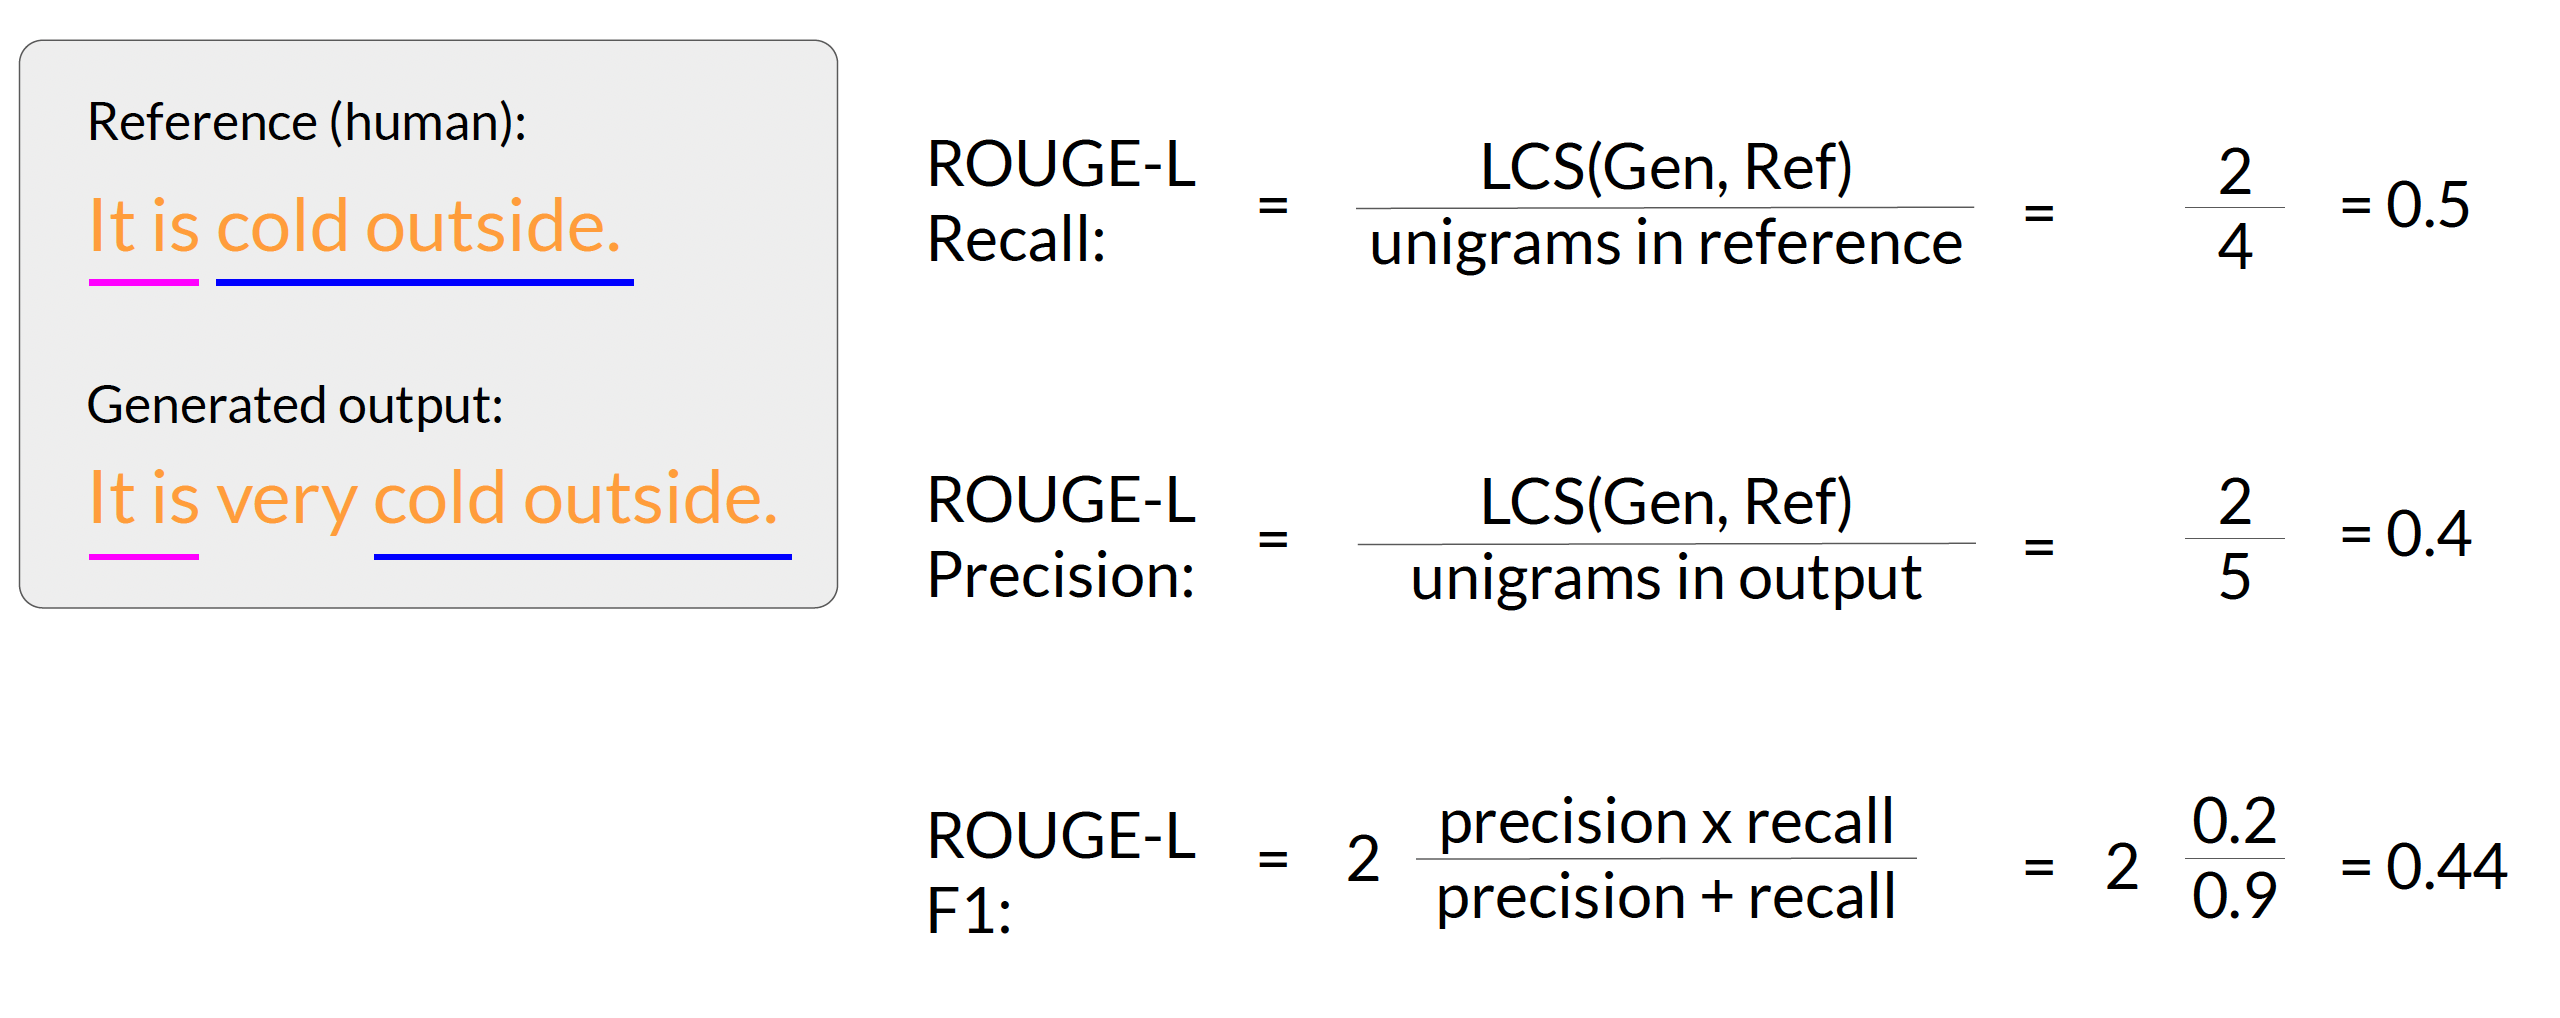 Reference (human):
It is cold outside.
Generated output:
It is very cold outside.
ROUGE-L
Recall:
=
LCS(Gen, Ref)
unigrams in reference
=
2
4
= 0.5
ROUGE-L
Precision:
=
LCS(Gen, Ref)
unigrams in output
=
2
5
= 0.4
ROUGE-L
F1:
=
2
precision x recall
precision + recall
=
2
0.2
0.9
= 0.44